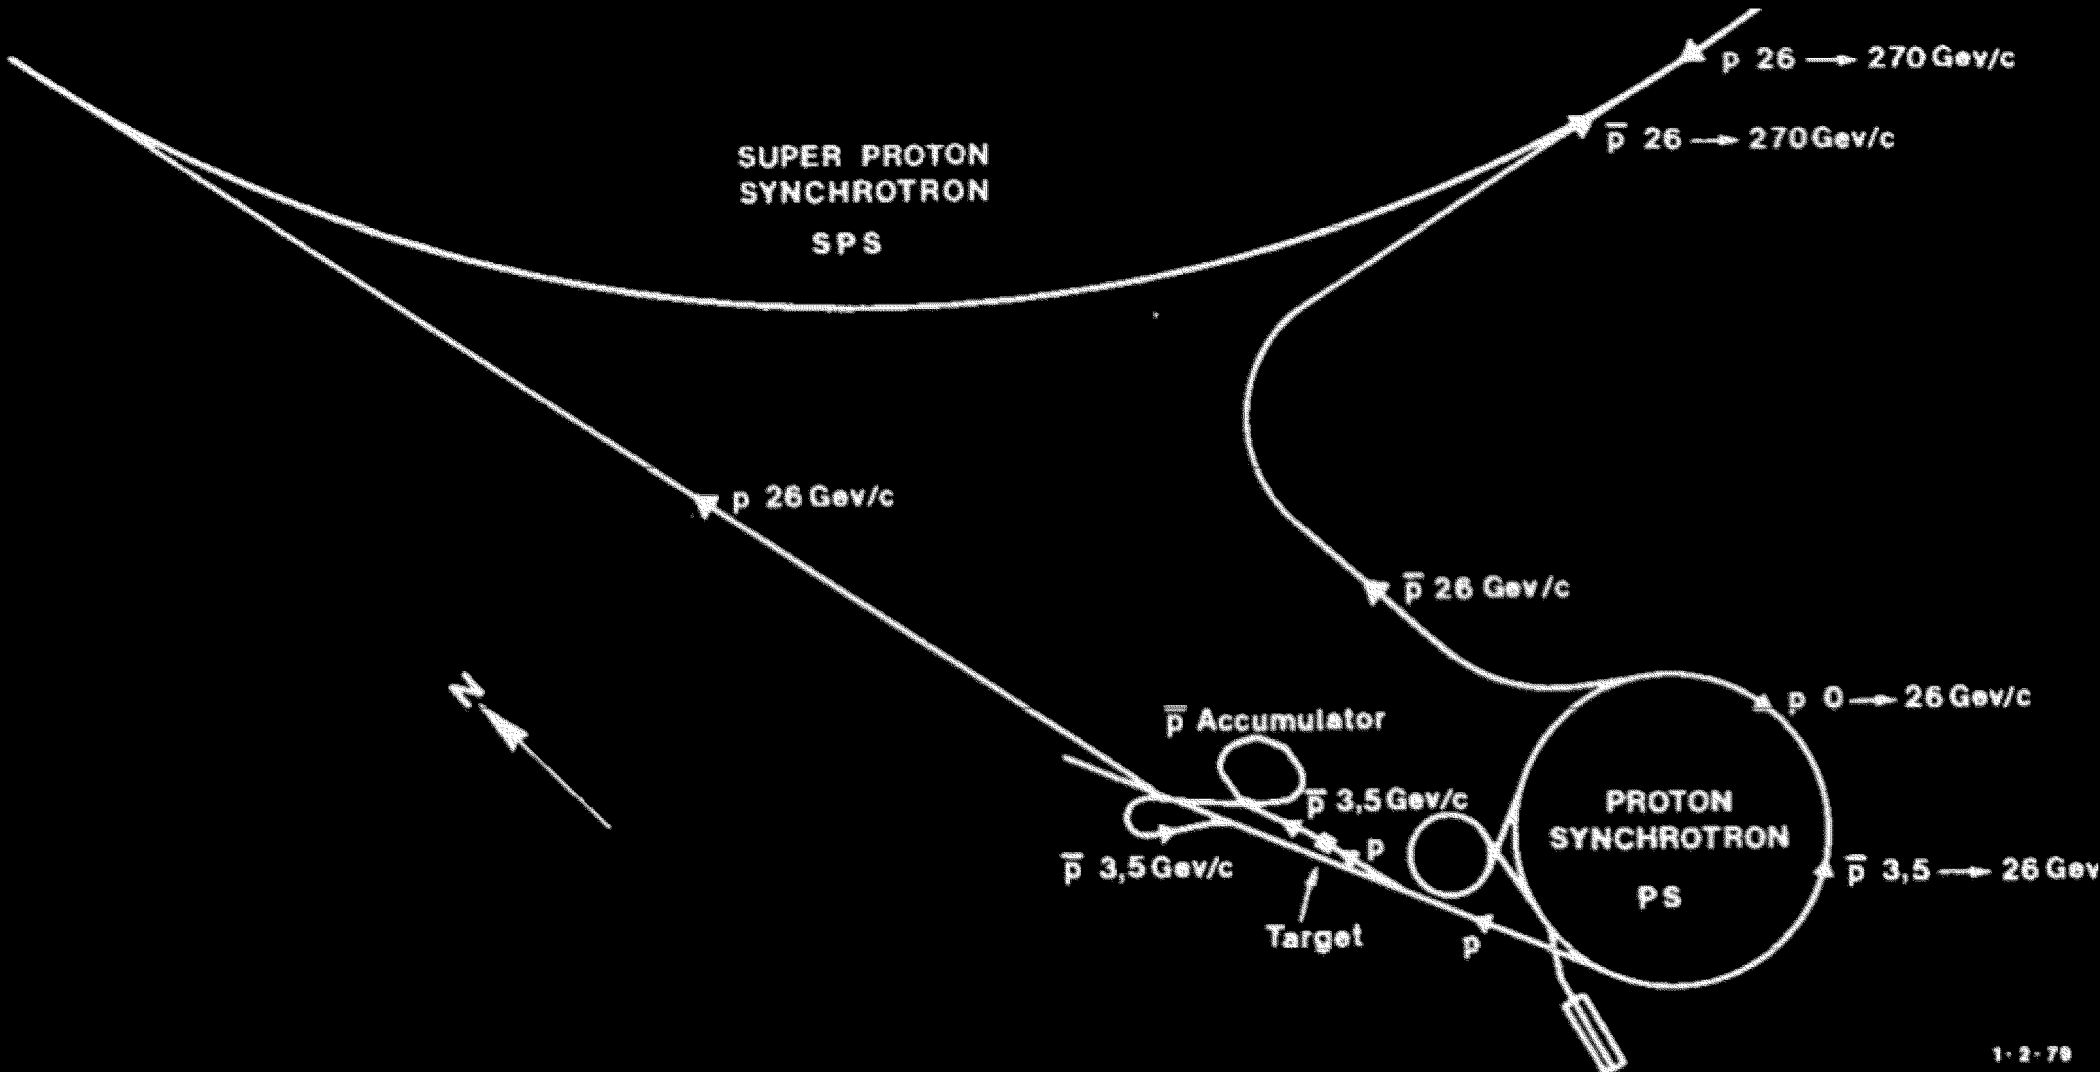 p 26 → 270 Gev/c
p̅ 26 → 270 Gev/c
SUPER PROTON
SYNCHROTRON
SPS
p 26 Gev/c
p̅ 26 Gev/c
N
p 0 → 26 Gev/c
p̅ Accumulator
p̅ 3,5 Gev/c
PROTON
SYNCHROTRON
PS
p
p̅ 3,5 Gev/c
p̅ 3,5 → 26 Gev
Target
p
1-2-79